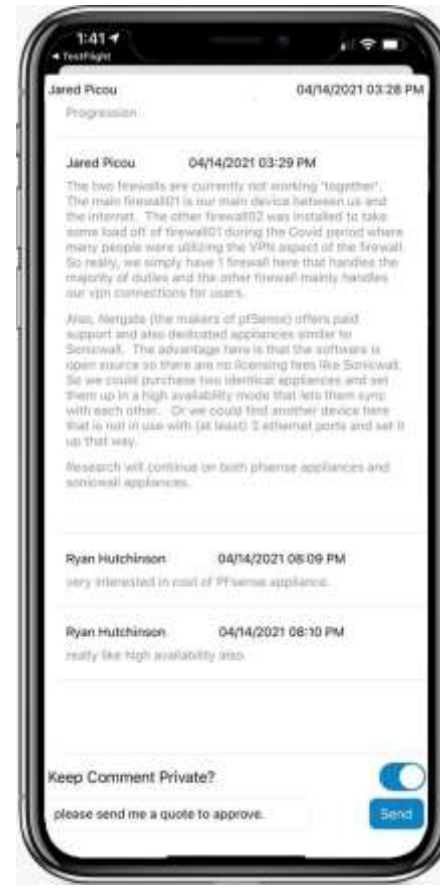 1:41
◀ TestFlight
Jared Picou 04/14/2021 03:28 PM
Progression
Jared Picou 04/14/2021 03:29 PM
The two firewalls are currently not working 'together'.
The main firewall01 is our main device between us and
the internet. The other firewall02 was installed to take
some load off of firewall01 during the Covid period where
many people were utilizing the VPN aspect of the firewall.
So really, we simply have 1 firewall here that handles the
majority of duties and the other firewall mainly handles
our vpn connections for users.
Also, Netgate (the makers of pfSense) offers paid
support and also dedicated appliances similar to
Sonicwall. The advantage here is that the software is
open source so there are no licensing fees like Sonicwall.
So we could purchase two identical appliances and set
them up in a high availability mode that lets them sync
with each other. Or we could find another device here
that is not in use with (at least) 3 ethernet ports and set it
up that way.
Research will continue on both pfsense appliances and
sonicwall appliances.
Ryan Hutchinson 04/14/2021 08:09 PM
very interested in cost of PFsense appliance.
Ryan Hutchinson 04/14/2021 08:10 PM
really like high availability also
Keep Comment Private?
please send me a quote to approve.
Send